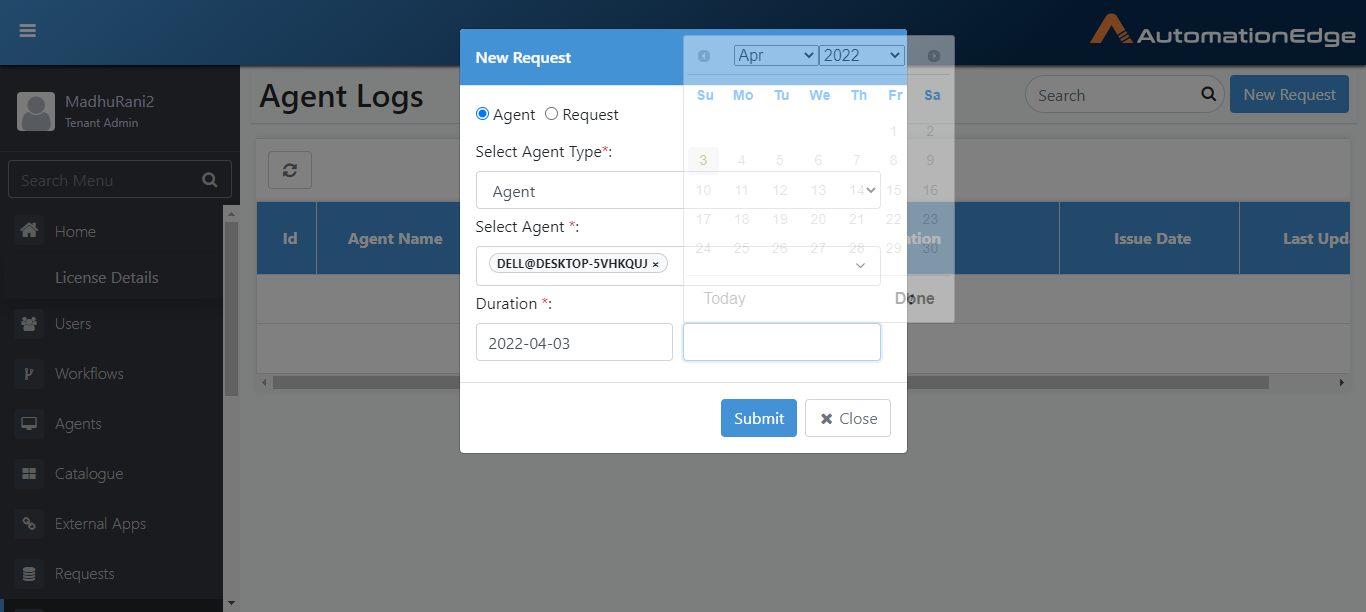 AutomationEdge
MadhuRani2
Tenant Admin
Search Menu
Home
License Details
Users
Workflows
Agents
Catalogue
External Apps
Requests
Agent Logs
Search
New Request
Id
Agent Name
Issue Date
New Request
Agent Request
Select Agent Type*:
Agent
Select Agent *:
DELL@DESKTOP-5VHKQUJ ×
Duration *:
2022-04-03
Submit
Close
Apr 2022
Su Mo Tu We Th Fr Sa
1 2
3 4 5 6 7 8 9
10 11 12 13 14 15 16
17 18 19 20 21 22 23
24 25 26 27 28 29 30
Today Done